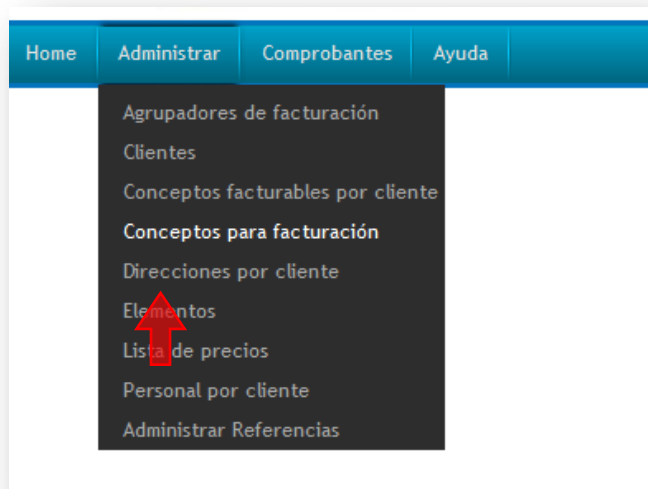 Home Administrar Comprobantes Ayuda
Agrupadores de facturación
Clientes
Conceptos facturables por cliente
Conceptos para facturación
Direcciones por cliente
Elementos
Lista de precios
Personal por cliente
Administrar Referencias